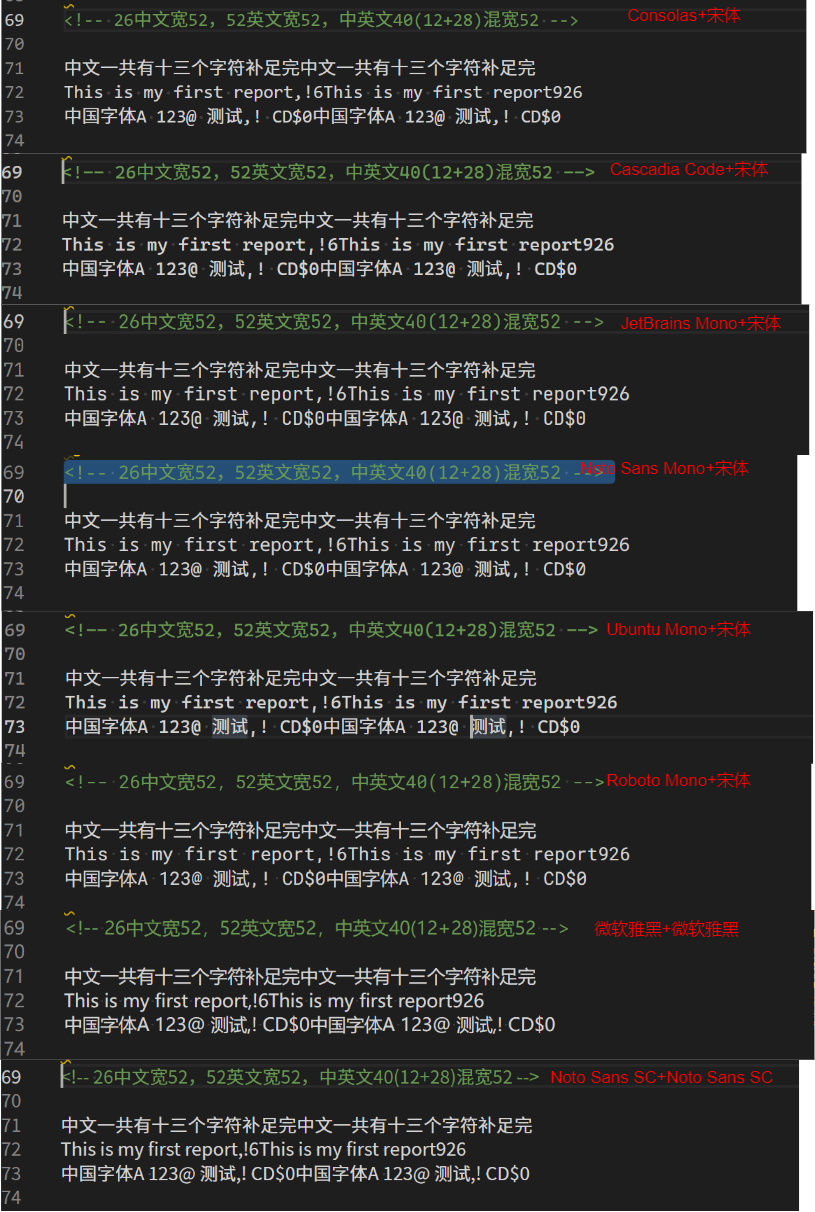 69 <!-- 26中文宽52，52英文宽52，中英文40(12+28)混宽52 --> Consolas+宋体
70
71 中文一共有十三个字符补足完中文一共有十三个字符补足完
72 This is my first report,!6This is my first report926
73 中国字体A 123@ 测试,! CD$0中国字体A 123@ 测试,! CD$0
74
69 <!-- 26中文宽52，52英文宽52，中英文40(12+28)混宽52 --> Cascadia Code+宋体
70
71 中文一共有十三个字符补足完中文一共有十三个字符补足完
72 This is my first report,!6This is my first report926
73 中国字体A 123@ 测试,! CD$0中国字体A 123@ 测试,! CD$0
74
69 <!-- 26中文宽52，52英文宽52，中英文40(12+28)混宽52 --> JetBrains Mono+宋体
70
71 中文一共有十三个字符补足完中文一共有十三个字符补足完
72 This is my first report,!6This is my first report926
73 中国字体A 123@ 测试,! CD$0中国字体A 123@ 测试,! CD$0
74
69 <!-- 26中文宽52，52英文宽52，中英文40(12+28)混宽52 --> Noto Sans Mono+宋体
70
71 中文一共有十三个字符补足完中文一共有十三个字符补足完
72 This is my first report,!6This is my first report926
73 中国字体A 123@ 测试,! CD$0中国字体A 123@ 测试,! CD$0
74
69 <!-- 26中文宽52，52英文宽52，中英文40(12+28)混宽52 --> Ubuntu Mono+宋体
70
71 中文一共有十三个字符补足完中文一共有十三个字符补足完
72 This is my first report,!6This is my first report926
73 中国字体A 123@ 测试,! CD$0中国字体A 123@ 测试,! CD$0
74
69 <!-- 26中文宽52，52英文宽52，中英文40(12+28)混宽52 --> Roboto Mono+宋体
70
71 中文一共有十三个字符补足完中文一共有十三个字符补足完
72 This is my first report,!6This is my first report926
73 中国字体A 123@ 测试,! CD$0中国字体A 123@ 测试,! CD$0
74
69 <!-- 26中文宽52，52英文宽52，中英文40(12+28)混宽52 --> 微软雅黑+微软雅黑
70
71 中文一共有十三个字符补足完中文一共有十三个字符补足完
72 This is my first report,!6This is my first report926
73 中国字体A 123@ 测试,! CD$0中国字体A 123@ 测试,! CD$0
74
69 <!-- 26中文宽52，52英文宽52，中英文40(12+28)混宽52 --> Noto Sans SC+Noto Sans SC
70
71 中文一共有十三个字符补足完中文一共有十三个字符补足完
72 This is my first report,!6This is my first report926
73 中国字体A 123@ 测试,! CD$0中国字体A 123@ 测试,! CD$0
74